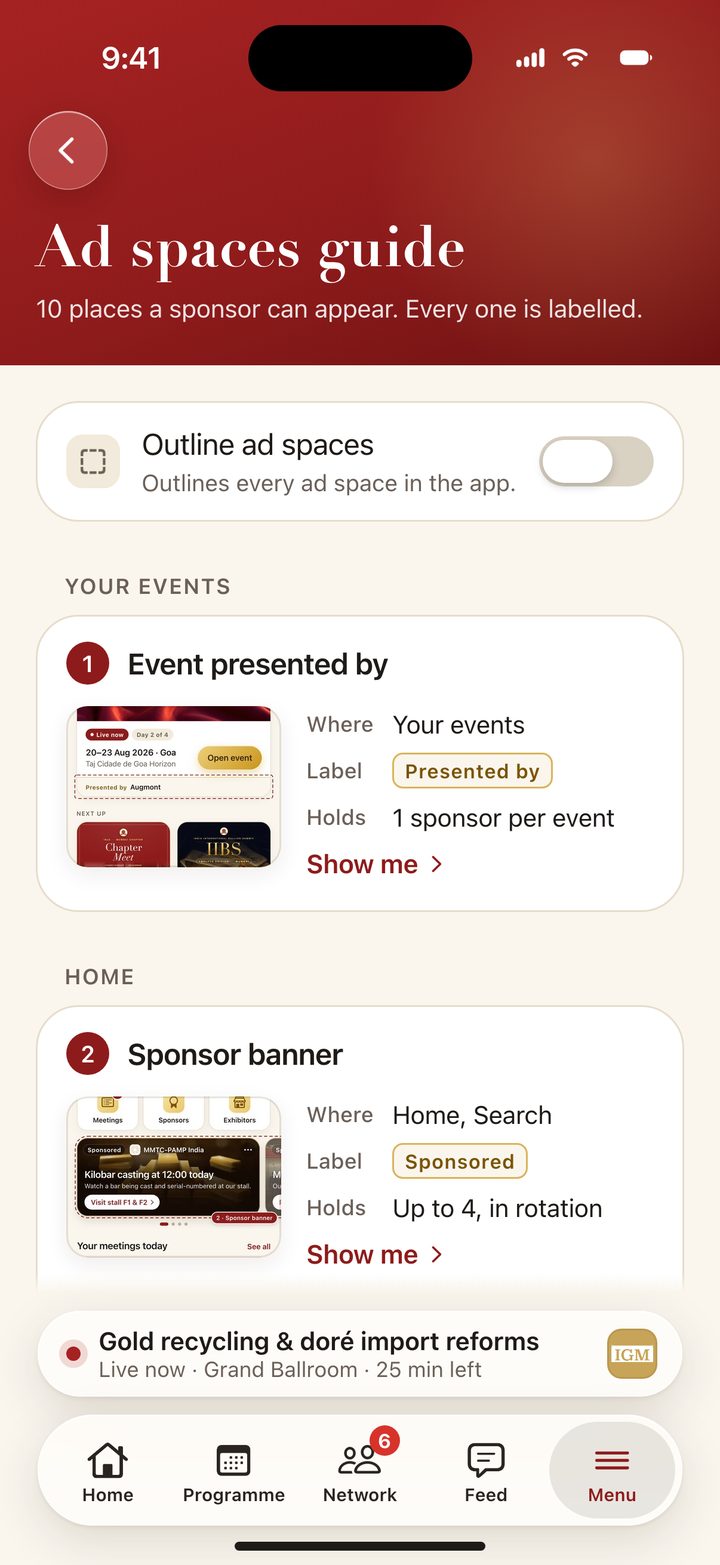 9:41
Ad spaces guide
10 places a sponsor can appear. Every one is labelled.
Outline ad spaces
Outlines every ad space in the app.
YOUR EVENTS
1 Event presented by
Live now Day 2 of 4
20–23 Aug 2026 · Goa
Taj Cidade de Goa Horizon
Open event
Presented by Augmont
NEXT UP
Chapter
Meet
IIBS
Where Your events
Label Presented by
Holds 1 sponsor per event
Show me
HOME
2 Sponsor banner
Meetings Sponsors Exhibitors
Sponsored MMTC-PAMP India
Kilobar casting at 12:00 today
Watch a bar being cast and serial-numbered at our stall.
Visit stall F1 & F2
2 · Sponsor banner
Your meetings today See all
Where Home, Search
Label Sponsored
Holds Up to 4, in rotation
Show me
Gold recycling & doré import reforms
Live now · Grand Ballroom · 25 min left
IGM
6
Home Programme Network Feed Menu